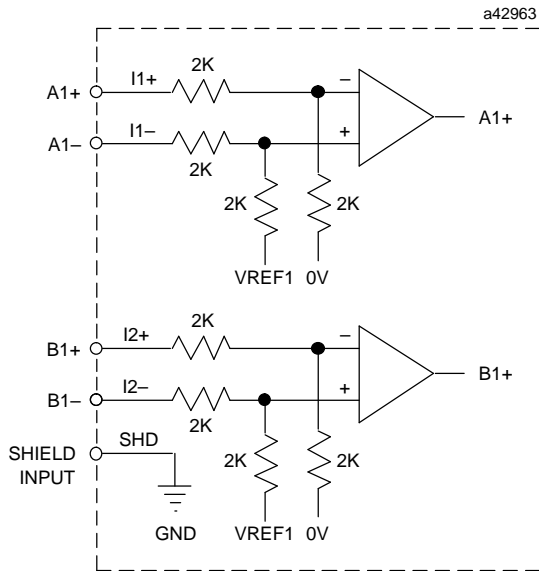 a42963
2K
A1+
I1+
–
A1+
A1–
I1–
+
2K
2K
2K
VREF1 0V
2K
B1+
I2+
–
B1+
B1–
I2–
+
2K
SHIELD
INPUT
SHD
2K
2K
GND
VREF1 0V